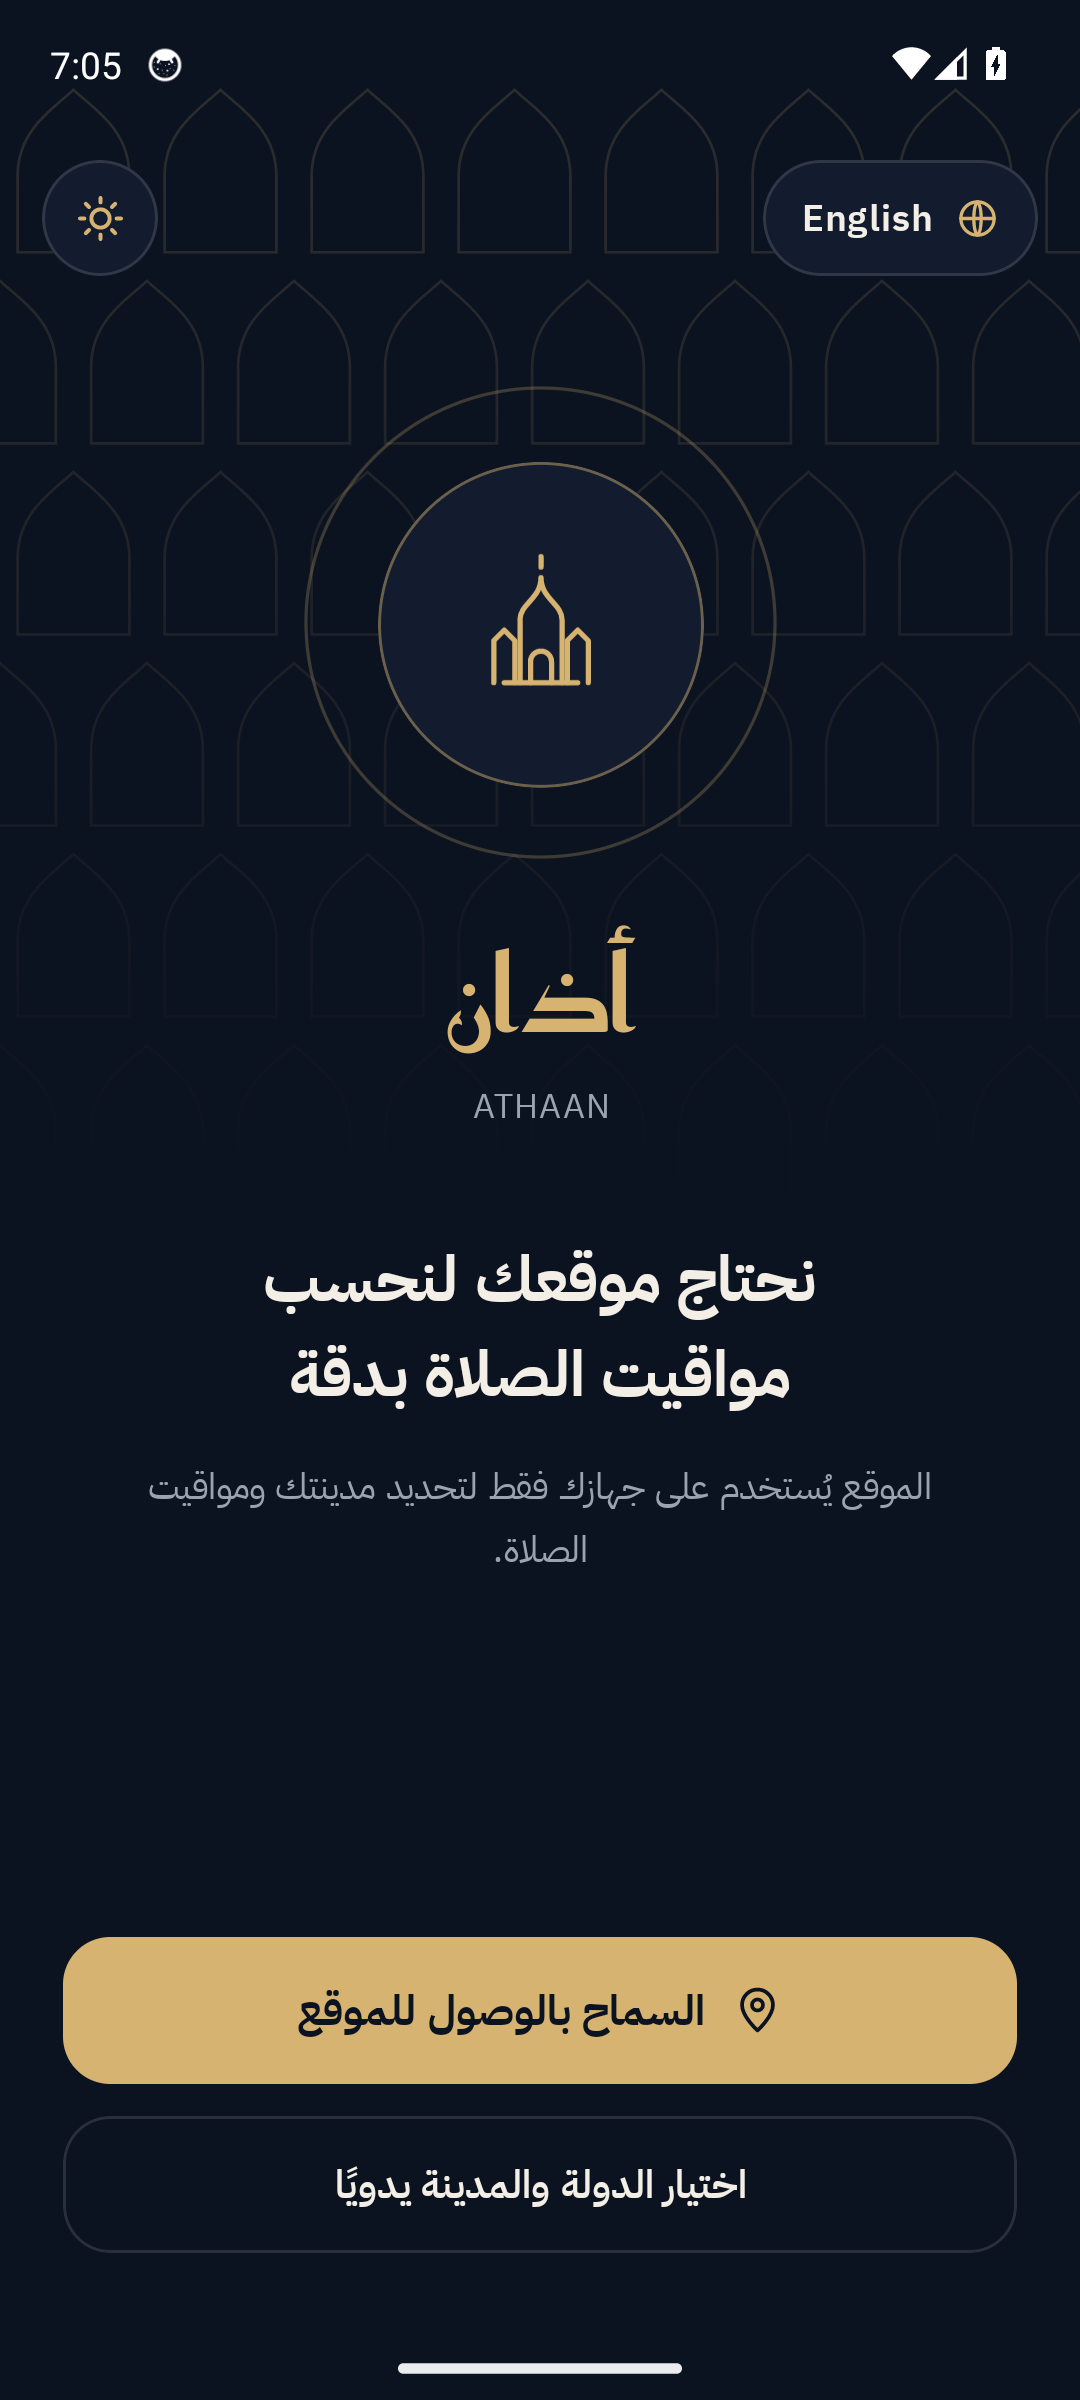 7:05
English
أذان
ATHAAN
نحتاج موقعك لنحسب
مواقيت الصلاة بدقة
الموقع يُستخدم على جهازك فقط لتحديد مدينتك ومواقيت
الصلاة.
السماح بالوصول للموقع
اختيار الدولة والمدينة يدويًا